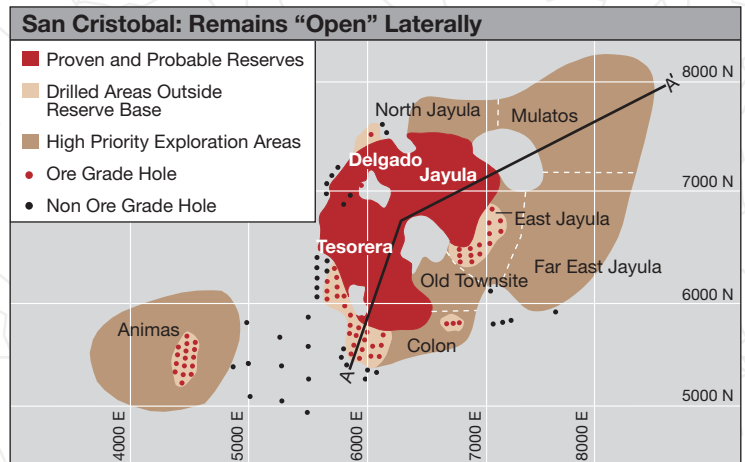 San Cristobal: Remains “Open” Laterally
Proven and Probable Reserves
Drilled Areas Outside
Reserve Base
High Priority Exploration Areas
Ore Grade Hole
Non Ore Grade Hole
8000 N
A'
North Jayula
Mulatos
Delgado
Jayula
7000 N
East Jayula
Tesorera
Far East Jayula
Old Townsite
6000 N
Animas
Colon
A
5000 N
4000 E
5000 E
6000 E
7000 E
8000 E